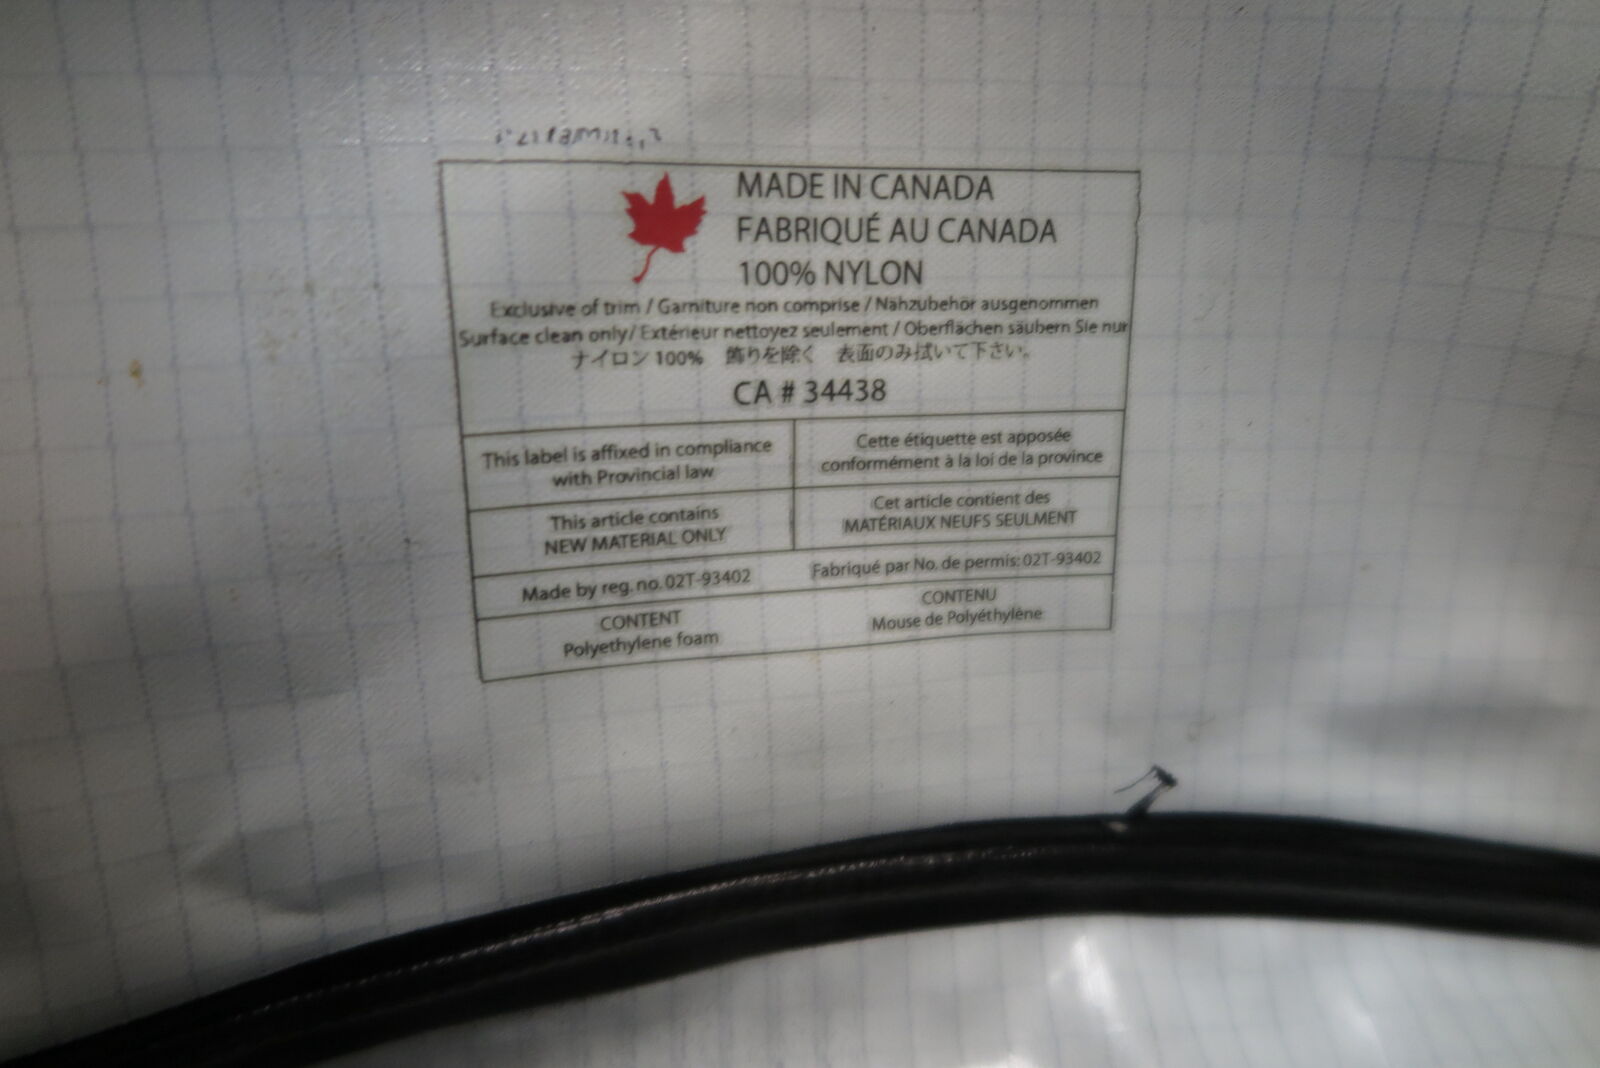 MADE IN CANADA
FABRIQUÉ AU CANADA
100% NYLON
Exclusive of trim / Garniture non comprise / Nähzubehör ausgenommen
Surface clean only/ Extérieur nettoyez seulement / Oberflächen säubern Sie nur
ナイロン 100% 飾りを除く 表面のみ拭いて下さい。
CA # 34438
This label is affixed in compliance
with Provincial law
Cette étiquette est apposée
conformément à la loi de la province
This article contains
NEW MATERIAL ONLY
Cet article contient des
MATÉRIAUX NEUFS SEULMENT
Made by reg. no. 02T-93402
Fabriqué par No. de permis: 02T-93402
CONTENT
Polyethylene foam
CONTENU
Mouse de Polyéthylène